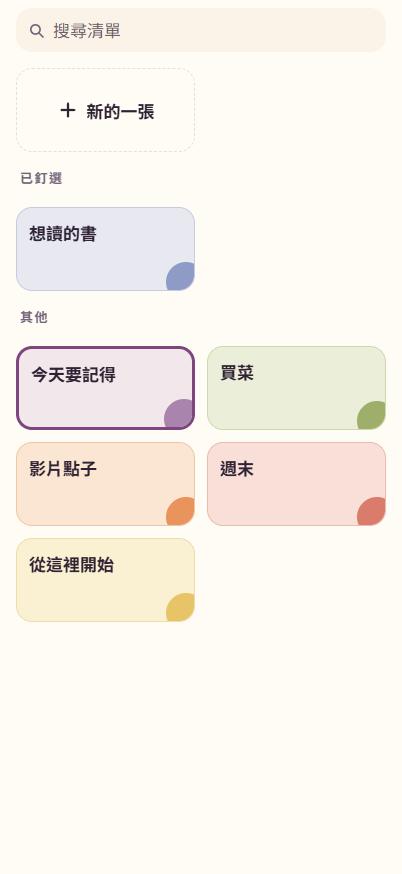 搜尋清單
新的一張
已釘選
想讀的書
其他
今天要記得
買菜
影片點子
週末
從這裡開始